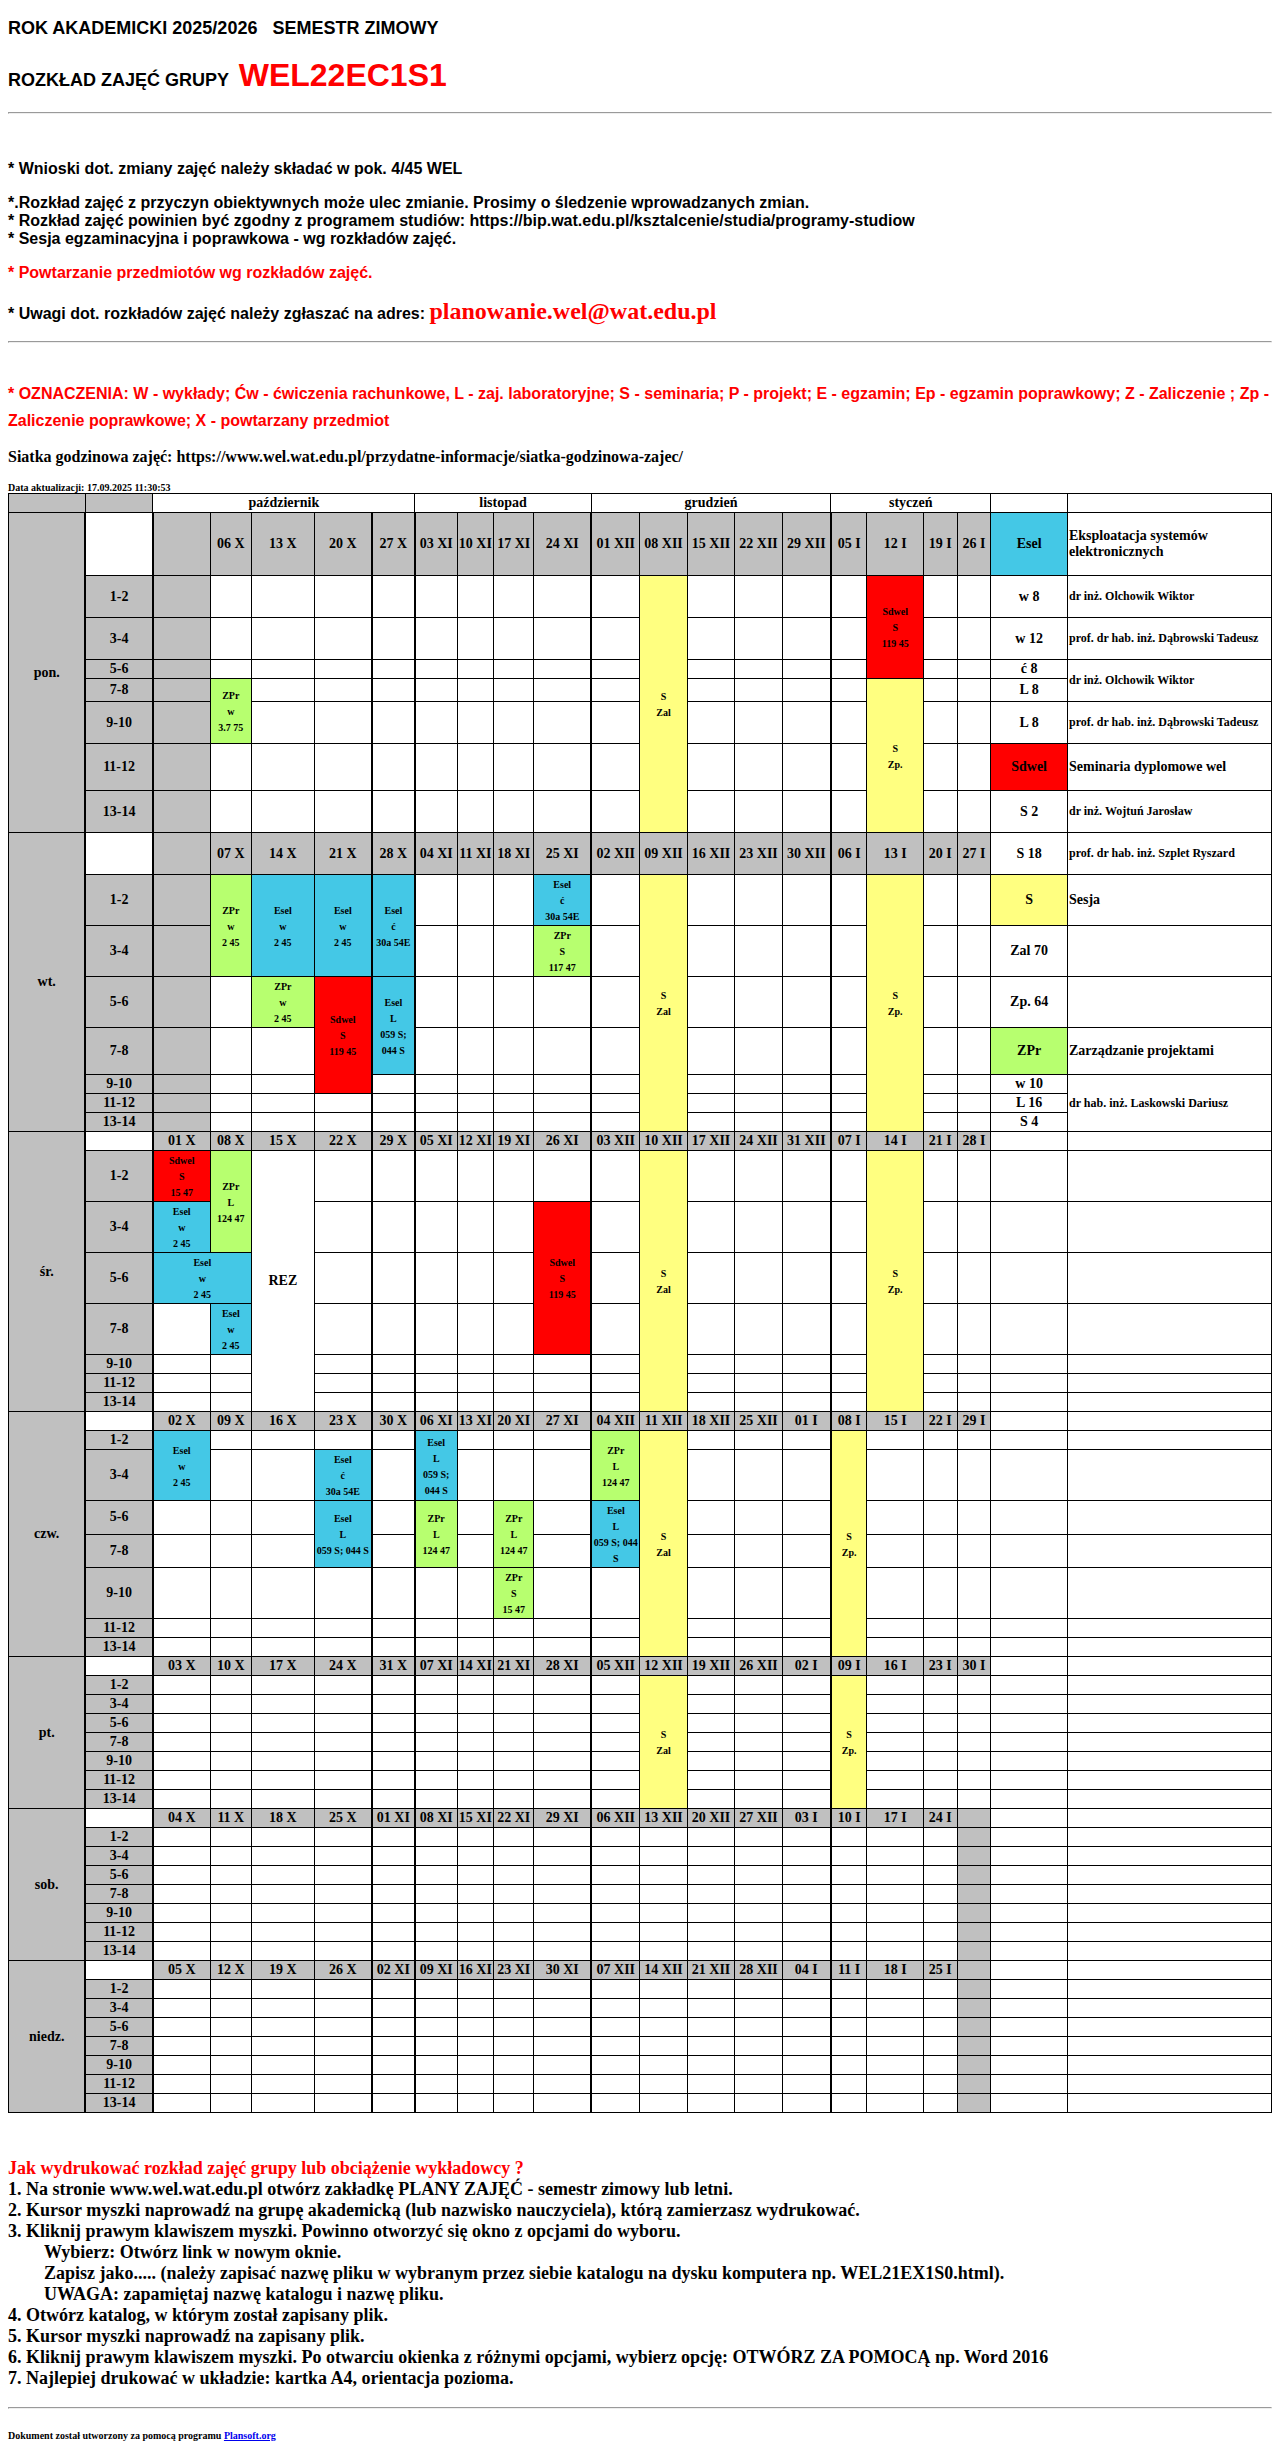 ROK AKADEMICKI 2025/2026 SEMESTR ZIMOWY
ROZKŁAD ZAJĘĆ GRUPY WEL22EC1S1
* Wnioski dot. zmiany zajęć należy składać w pok. 4/45 WEL
*.Rozkład zajęć z przyczyn obiektywnych może ulec zmianie. Prosimy o śledzenie wprowadzanych zmian.
* Rozkład zajęć powinien być zgodny z programem studiów: https://bip.wat.edu.pl/ksztalcenie/studia/programy-studiow
* Sesja egzaminacyjna i poprawkowa - wg rozkładów zajęć.
* Powtarzanie przedmiotów wg rozkładów zajęć.
* Uwagi dot. rozkładów zajęć należy zgłaszać na adres: planowanie.wel@wat.edu.pl
* OZNACZENIA: W - wykłady; Ćw - ćwiczenia rachunkowe, L - zaj. laboratoryjne; S - seminaria; P - projekt; E - egzamin; Ep - egzamin poprawkowy; Z - Zaliczenie ; Zp -
Zaliczenie poprawkowe; X - powtarzany przedmiot
Siatka godzinowa zajęć: https://www.wel.wat.edu.pl/przydatne-informacje/siatka-godzinowa-zajec/
Data aktualizacji: 17.09.2025 11:30:53
październik listopad grudzień styczeń
pon. 06 X 13 X 20 X 27 X 03 XI 10 XI 17 XI 24 XI 01 XII 08 XII 15 XII 22 XII 29 XII 05 I 12 I 19 I 26 I Esel Eksploatacja systemów elektronicznych
1-2 S Zal Sdwel S 119 45 w 8 dr inż. Olchowik Wiktor
3-4 w 12 prof. dr hab. inż. Dąbrowski Tadeusz
5-6 ć 8 dr inż. Olchowik Wiktor
7-8 ZPr w 3.7 75 S Zp. L 8
9-10 L 8 prof. dr hab. inż. Dąbrowski Tadeusz
11-12 Sdwel Seminaria dyplomowe wel
13-14 S 2 dr inż. Wojtuń Jarosław
wt. 07 X 14 X 21 X 28 X 04 XI 11 XI 18 XI 25 XI 02 XII 09 XII 16 XII 23 XII 30 XII 06 I 13 I 20 I 27 I S 18 prof. dr hab. inż. Szplet Ryszard
1-2 ZPr w 2 45 Esel w 2 45 Esel w 2 45 Esel ć 30a 54E Esel ć 30a 54E S Zal S Zp. S Sesja
3-4 ZPr S 117 47 Zal 70
5-6 ZPr w 2 45 Sdwel S 119 45 Esel L 059 S; 044 S Zp. 64
7-8 ZPr Zarządzanie projektami
9-10 w 10 dr hab. inż. Laskowski Dariusz
11-12 L 16
13-14 S 4
śr. 01 X 08 X 15 X 22 X 29 X 05 XI 12 XI 19 XI 26 XI 03 XII 10 XII 17 XII 24 XII 31 XII 07 I 14 I 21 I 28 I
1-2 Sdwel S 15 47 ZPr L 124 47 REZ S Zal S Zp.
3-4 Esel w 2 45 Sdwel S 119 45
5-6 Esel w 2 45
7-8 Esel w 2 45
9-10
11-12
13-14
czw. 02 X 09 X 16 X 23 X 30 X 06 XI 13 XI 20 XI 27 XI 04 XII 11 XII 18 XII 25 XII 01 I 08 I 15 I 22 I 29 I
1-2 Esel w 2 45 Esel L 059 S; 044 S ZPr L 124 47 S Zal S Zp.
3-4 Esel ć 30a 54E
5-6 Esel L 059 S; 044 S ZPr L 124 47 ZPr L 124 47 Esel L 059 S; 044 S
7-8
9-10 ZPr S 15 47
11-12
13-14
pt. 03 X 10 X 17 X 24 X 31 X 07 XI 14 XI 21 XI 28 XI 05 XII 12 XII 19 XII 26 XII 02 I 09 I 16 I 23 I 30 I
1-2 S Zal S Zp.
3-4
5-6
7-8
9-10
11-12
13-14
sob. 04 X 11 X 18 X 25 X 01 XI 08 XI 15 XI 22 XI 29 XI 06 XII 13 XII 20 XII 27 XII 03 I 10 I 17 I 24 I
1-2
3-4
5-6
7-8
9-10
11-12
13-14
niedz. 05 X 12 X 19 X 26 X 02 XI 09 XI 16 XI 23 XI 30 XI 07 XII 14 XII 21 XII 28 XII 04 I 11 I 18 I 25 I
1-2
3-4
5-6
7-8
9-10
11-12
13-14
Jak wydrukować rozkład zajęć grupy lub obciążenie wykładowcy ?
1. Na stronie www.wel.wat.edu.pl otwórz zakładkę PLANY ZAJĘĆ - semestr zimowy lub letni.
2. Kursor myszki naprowadź na grupę akademicką (lub nazwisko nauczyciela), którą zamierzasz wydrukować.
3. Kliknij prawym klawiszem myszki. Powinno otworzyć się okno z opcjami do wyboru.
Wybierz: Otwórz link w nowym oknie.
Zapisz jako..... (należy zapisać nazwę pliku w wybranym przez siebie katalogu na dysku komputera np. WEL21EX1S0.html).
UWAGA: zapamiętaj nazwę katalogu i nazwę pliku.
4. Otwórz katalog, w którym został zapisany plik.
5. Kursor myszki naprowadź na zapisany plik.
6. Kliknij prawym klawiszem myszki. Po otwarciu okienka z różnymi opcjami, wybierz opcję: OTWÓRZ ZA POMOCĄ np. Word 2016
7. Najlepiej drukować w układzie: kartka A4, orientacja pozioma.
Dokument został utworzony za pomocą programu Plansoft.org